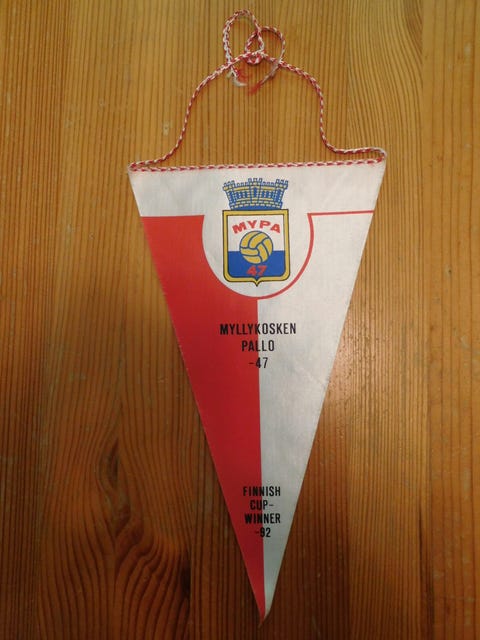 MYPA
47
MYLLYKOSKEN
PALLO
-47
FINNISH
CUP-
WINNER
-92